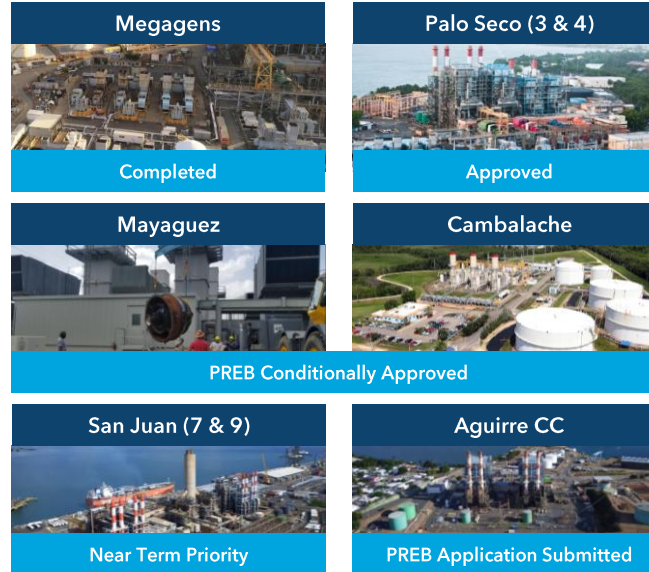 Megagens
Palo Seco (3 & 4)
Completed
Approved
Mayaguez
Cambalache
PREB Conditionally Approved
San Juan (7 & 9)
Aguirre CC
Near Term Priority
PREB Application Submitted